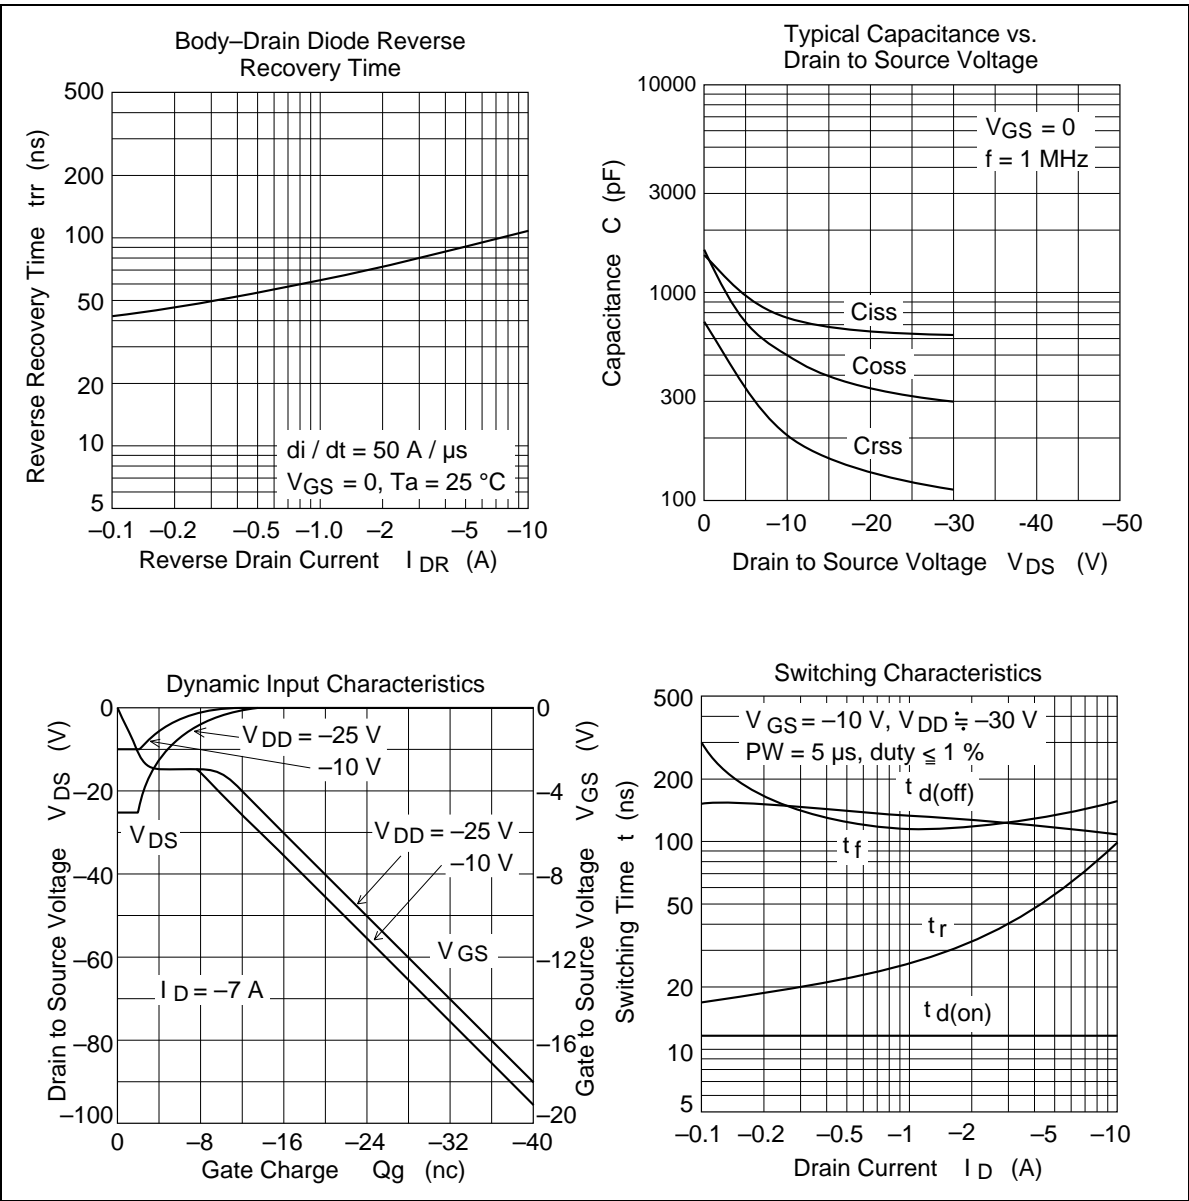 Body–Drain Diode Reverse
Recovery Time
500
200
100
50
20
10
5
Reverse Recovery Time trr (ns)
di / dt = 50 A / µs
VGS = 0, Ta = 25 °C
–0.1 –0.2 –0.5 –1.0 –2 –5 –10
Reverse Drain Current I DR (A)
Typical Capacitance vs.
Drain to Source Voltage
10000
3000
1000
300
100
Capacitance C (pF)
VGS = 0
f = 1 MHz
Ciss
Coss
Crss
0 -10 -20 -30 -40 –50
Drain to Source Voltage VDS (V)
Dynamic Input Characteristics
0
–20
–40
–60
–80
–100
Drain to Source Voltage VDS (V)
VDD = –25 V
–10 V
VDS
VDD = –25 V
–10 V
VGS
I D = –7 A
0
–4
–8
–12
–16
–20
Gate to Source Voltage VGS (V)
0 –8 –16 –24 –32 –40
Gate Charge Qg (nc)
Switching Characteristics
500
200
100
50
20
10
5
Switching Time t (ns)
VGS = –10 V, VDD ≒ –30 V
PW = 5 µs, duty ≦ 1 %
t d(off)
t f
t r
t d(on)
–0.1 –0.2 –0.5 –1 –2 –5 –10
Drain Current I D (A)